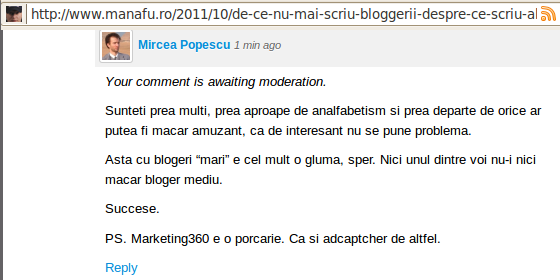 http://www.manafu.ro/2011/10/de-ce-nu-mai-scriu-bloggerii-despre-ce-scriu-al
Mircea Popescu 1 min ago
Your comment is awaiting moderation.
Sunteti prea multi, prea aproape de analfabetism si prea departe de orice ar
putea fi macar amuzant, ca de interesant nu se pune problema.
Asta cu blogeri “mari” e cel mult o gluma, sper. Nici unul dintre voi nu-i nici
macar bloger mediu.
Succese.
PS. Marketing360 e o porcarie. Ca si adcaptcher de altfel.
Reply